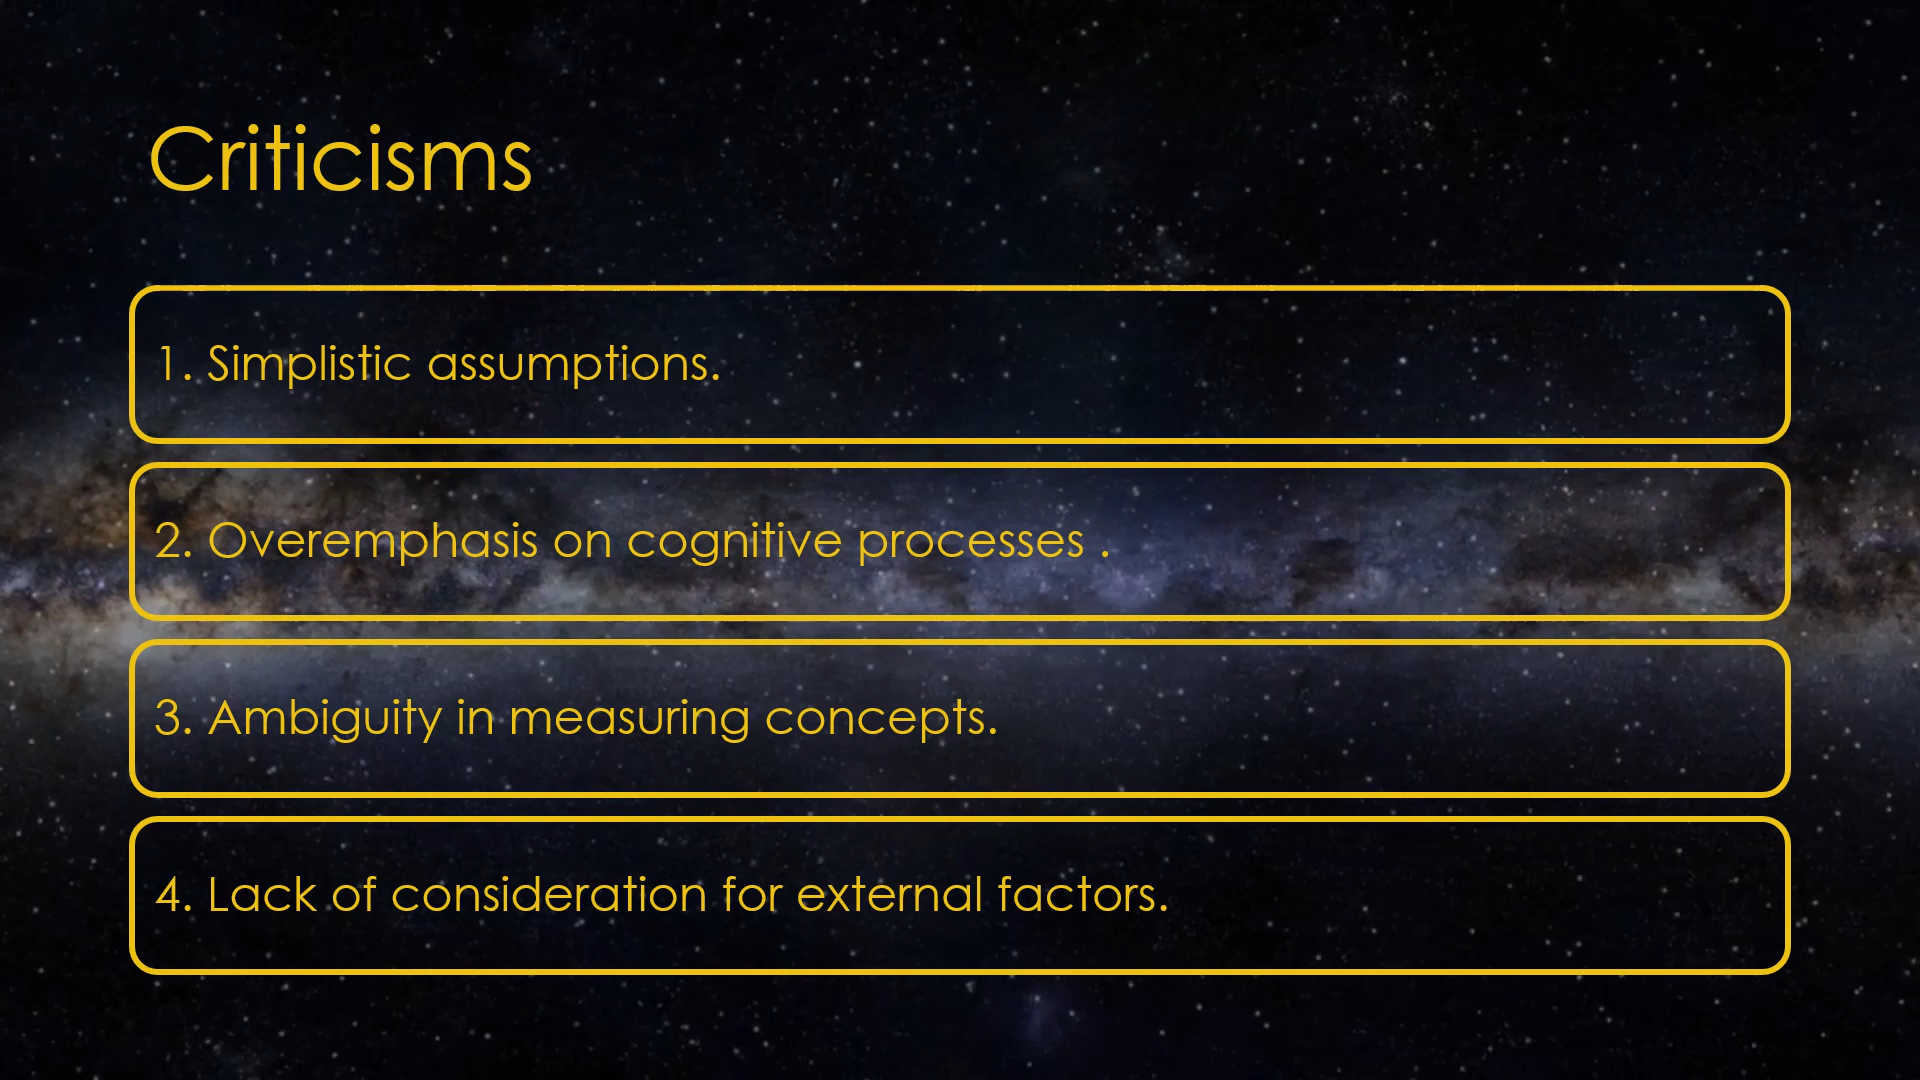 Criticisms
1. Simplistic assumptions.
2. Overemphasis on cognitive processes .
3. Ambiguity in measuring concepts.
4. Lack of consideration for external factors.